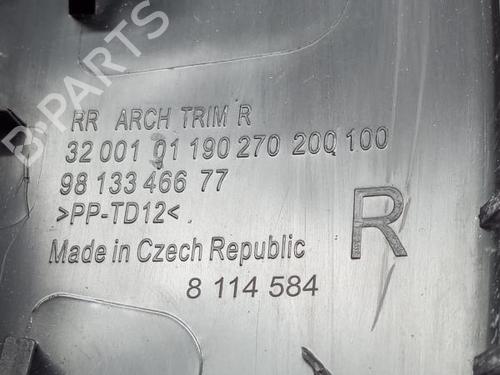 B-PARTS
RR ARCH TRIM R
32 001 01 190 270 200 100
98 133 466 77
>PP-TD12<
R
Made in Czech Republic
8 114 584